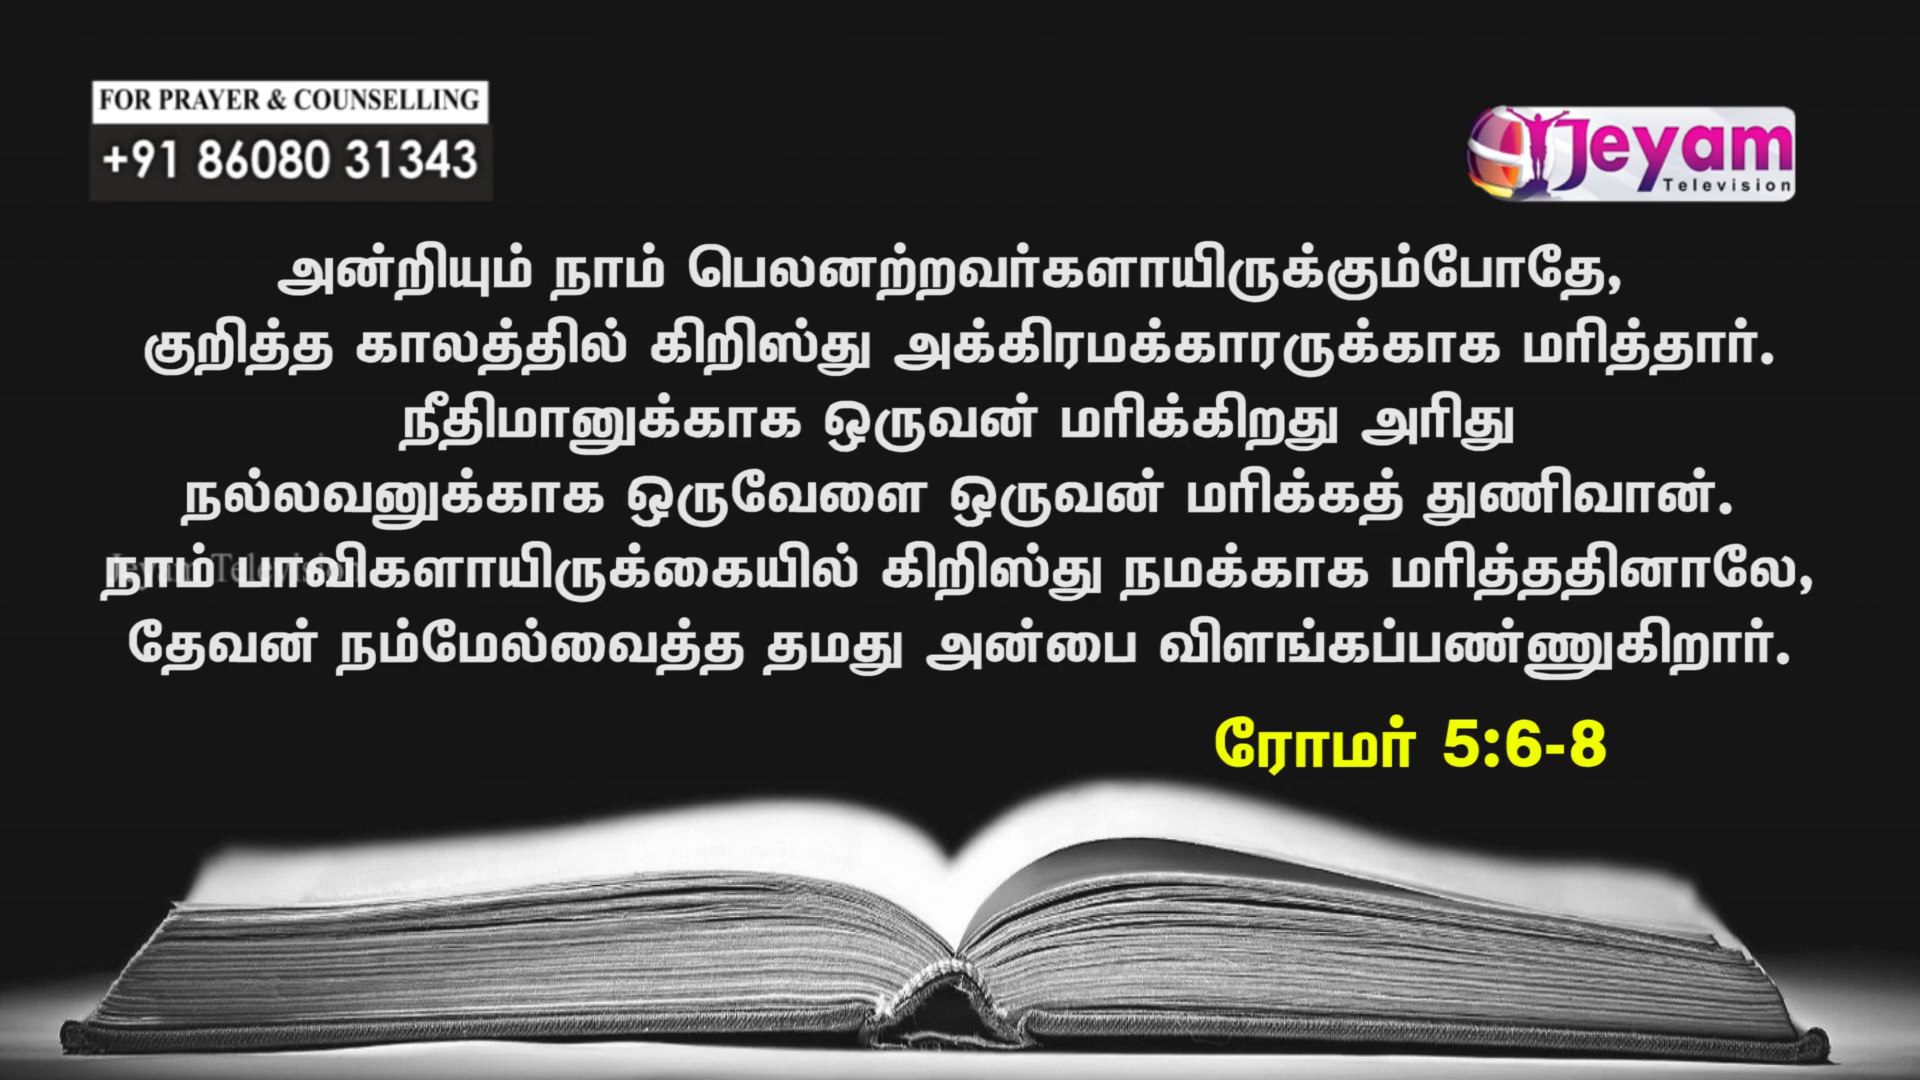 FOR PRAYER & COUNSELLING
+91 86080 31343
Jeyam
Television
அன்றியும் நாம் பெலனற்றவர்களாயிருக்கும்போதே,
குறித்த காலத்தில் கிறிஸ்து அக்கிரமக்காரருக்காக மரித்தார்.
நீதிமானுக்காக ஒருவன் மரிக்கிறது அரிது
நல்லவனுக்காக ஒருவேளை ஒருவன் மரிக்கத் துணிவான்.
நாம் பாவிகளாயிருக்கையில் கிறிஸ்து நமக்காக மரித்ததினாலே,
Jeyam Television
தேவன் நம்மேல்வைத்த தமது அன்பை விளங்கப்பண்ணுகிறார்.
ரோமர் 5:6-8